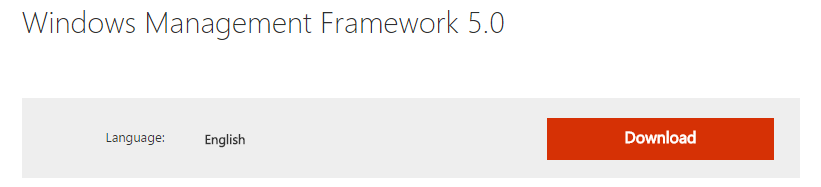 Windows Management Framework 5.0
Language: English Download